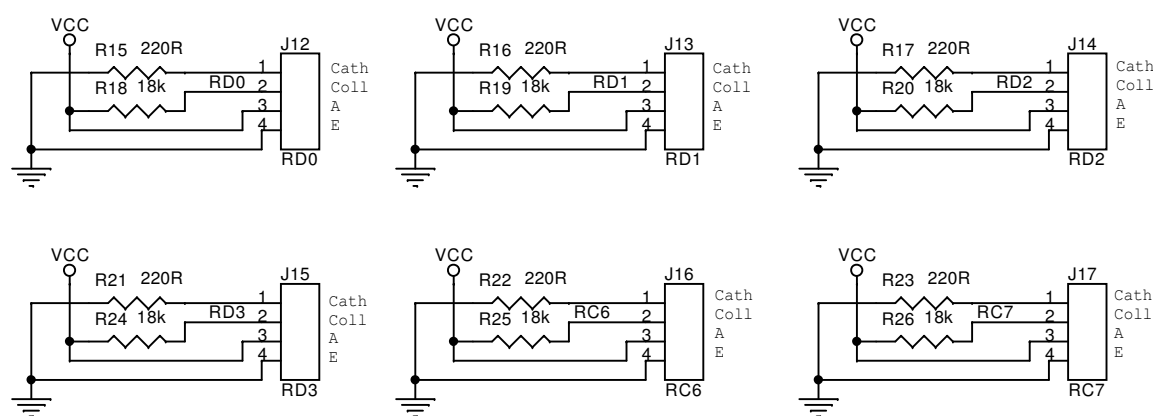 VCC
R15 220R J12
1 Cath
R18 18k RD0 2 Coll
3 A
4 E
RD0
VCC
R16 220R J13
1 Cath
R19 18k RD1 2 Coll
3 A
4 E
RD1
VCC
R17 220R J14
1 Cath
R20 18k RD2 2 Coll
3 A
4 E
RD2
VCC
R21 220R J15
1 Cath
R24 18k RD3 2 Coll
3 A
4 E
RD3
VCC
R22 220R J16
1 Cath
R25 18k RC6 2 Coll
3 A
4 E
RC6
VCC
R23 220R J17
1 Cath
R26 18k RC7 2 Coll
3 A
4 E
RC7